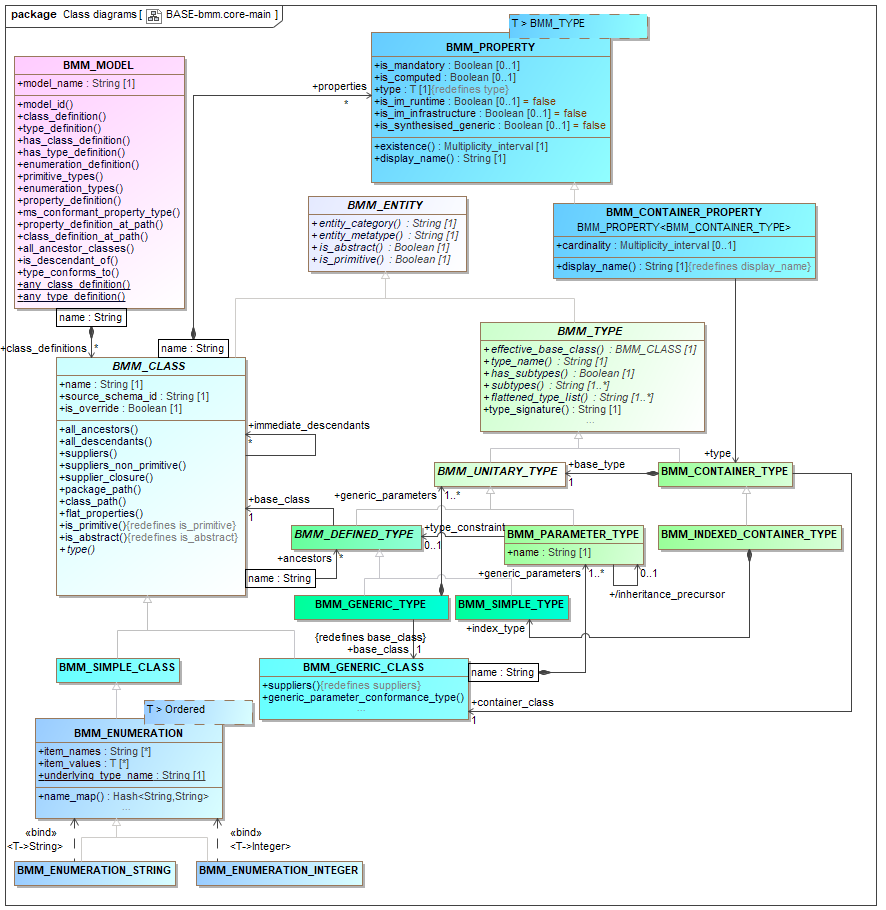 package Class diagrams [ BASE-bmm.core-main ]
T > BMM_TYPE
BMM_PROPERTY
+is_mandatory : Boolean [0..1]
+is_computed : Boolean [0..1]
+type : T [1]{redefines type}
+is_im_runtime : Boolean [0..1] = false
+is_im_infrastructure : Boolean [0..1] = false
+is_synthesised_generic : Boolean [0..1] = false
+existence() : Multiplicity_interval [1]
+display_name() : String [1]
BMM_MODEL
+model_name : String [1]
+model_id()
+class_definition()
+type_definition()
+has_class_definition()
+has_type_definition()
+enumeration_definition()
+primitive_types()
+enumeration_types()
+property_definition()
+ms_conformant_property_type()
+property_definition_at_path()
+class_definition_at_path()
+all_ancestor_classes()
+is_descendant_of()
+type_conforms_to()
+any_class_definition()
+any_type_definition()
name : String
+class_definitions
*
+properties
*
name : String
BMM_ENTITY
+entity_category() : String [1]
+entity_metatype() : String [1]
+is_abstract() : Boolean [1]
+is_primitive() : Boolean [1]
BMM_CONTAINER_PROPERTY
BMM_PROPERTY<BMM_CONTAINER_TYPE>
+cardinality : Multiplicity_interval [0..1]
+display_name() : String [1]{redefines display_name}
BMM_TYPE
+effective_base_class() : BMM_CLASS [1]
+type_name() : String [1]
+has_subtypes() : Boolean [1]
+subtypes() : String [1..*]
+flattened_type_list() : String [1..*]
+type_signature() : String [1]
...
BMM_CLASS
+name : String [1]
+source_schema_id : String [1]
+is_override : Boolean [1]
+all_ancestors()
+all_descendants()
+suppliers()
+suppliers_non_primitive()
+supplier_closure()
+package_path()
+class_path()
+flat_properties()
+is_primitive(){redefines is_primitive}
+is_abstract(){redefines is_abstract}
+type()
+immediate_descendants
*
+base_class
1
+ancestors
*
name : String
+type
BMM_UNITARY_TYPE
+base_type
1
BMM_CONTAINER_TYPE
+generic_parameters
1..*
BMM_DEFINED_TYPE
+type_constraint
0..1
BMM_PARAMETER_TYPE
+name : String [1]
BMM_INDEXED_CONTAINER_TYPE
+generic_parameters
1..*
0..1
+/inheritance_precursor
BMM_GENERIC_TYPE
BMM_SIMPLE_TYPE
+index_type
{redefines base_class}
+base_class
1
BMM_SIMPLE_CLASS
BMM_GENERIC_CLASS
+suppliers(){redefines suppliers}
+generic_parameter_conformance_type()
...
name : String
+container_class
1
T > Ordered
BMM_ENUMERATION
+item_names : String [*]
+item_values : T [*]
+underlying_type_name : String [1]
+name_map() : Hash<String,String>
...
«bind»
<T->String>
«bind»
<T->Integer>
BMM_ENUMERATION_STRING
BMM_ENUMERATION_INTEGER